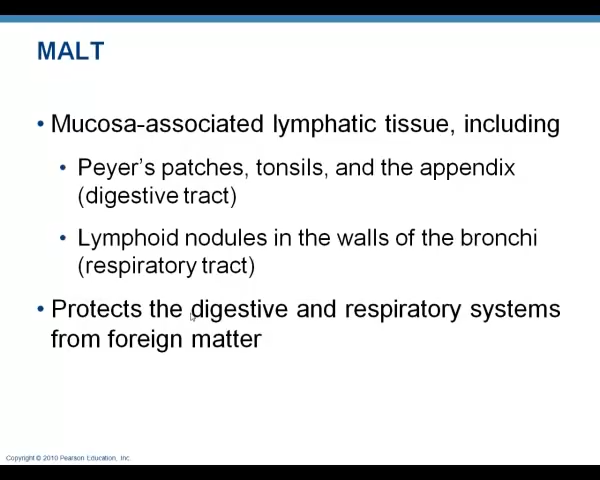 MALT
• Mucosa-associated lymphatic tissue, including
• Peyer's patches, tonsils, and the appendix
(digestive tract)
• Lymphoid nodules in the walls of the bronchi
(respiratory tract)
• Protects the digestive and respiratory systems
from foreign matter
Copyright © 2010 Pearson Education, Inc.